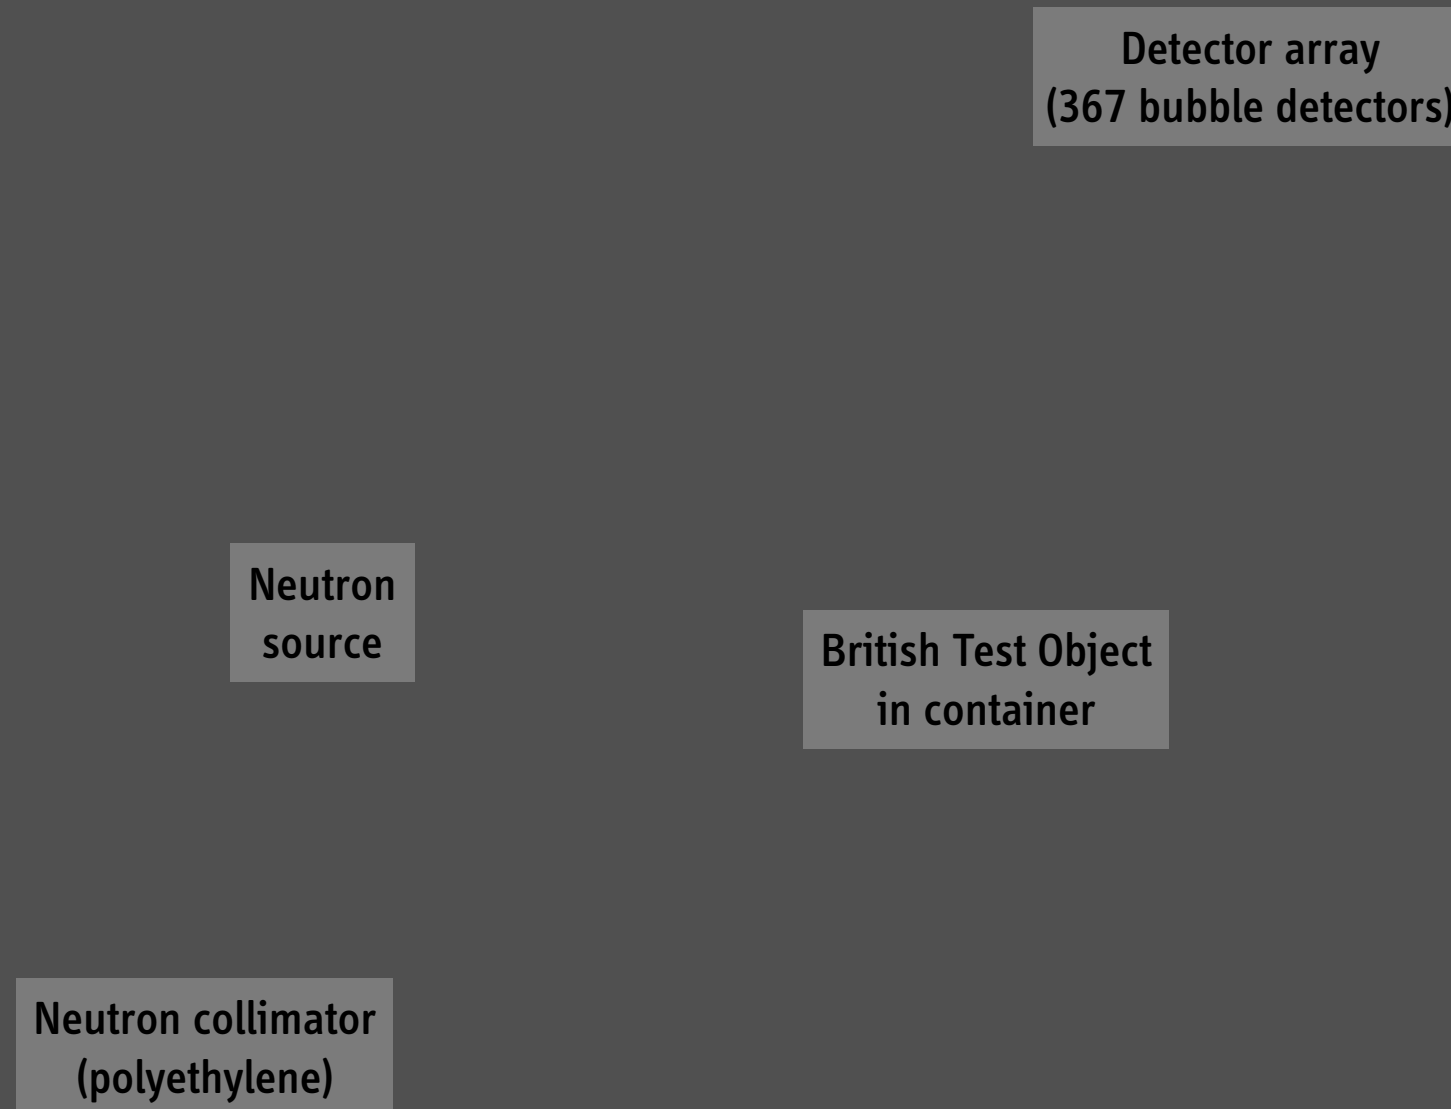 Detector array
(367 bubble detectors)
Neutron
source
British Test Object
in container
Neutron collimator
(polyethylene)